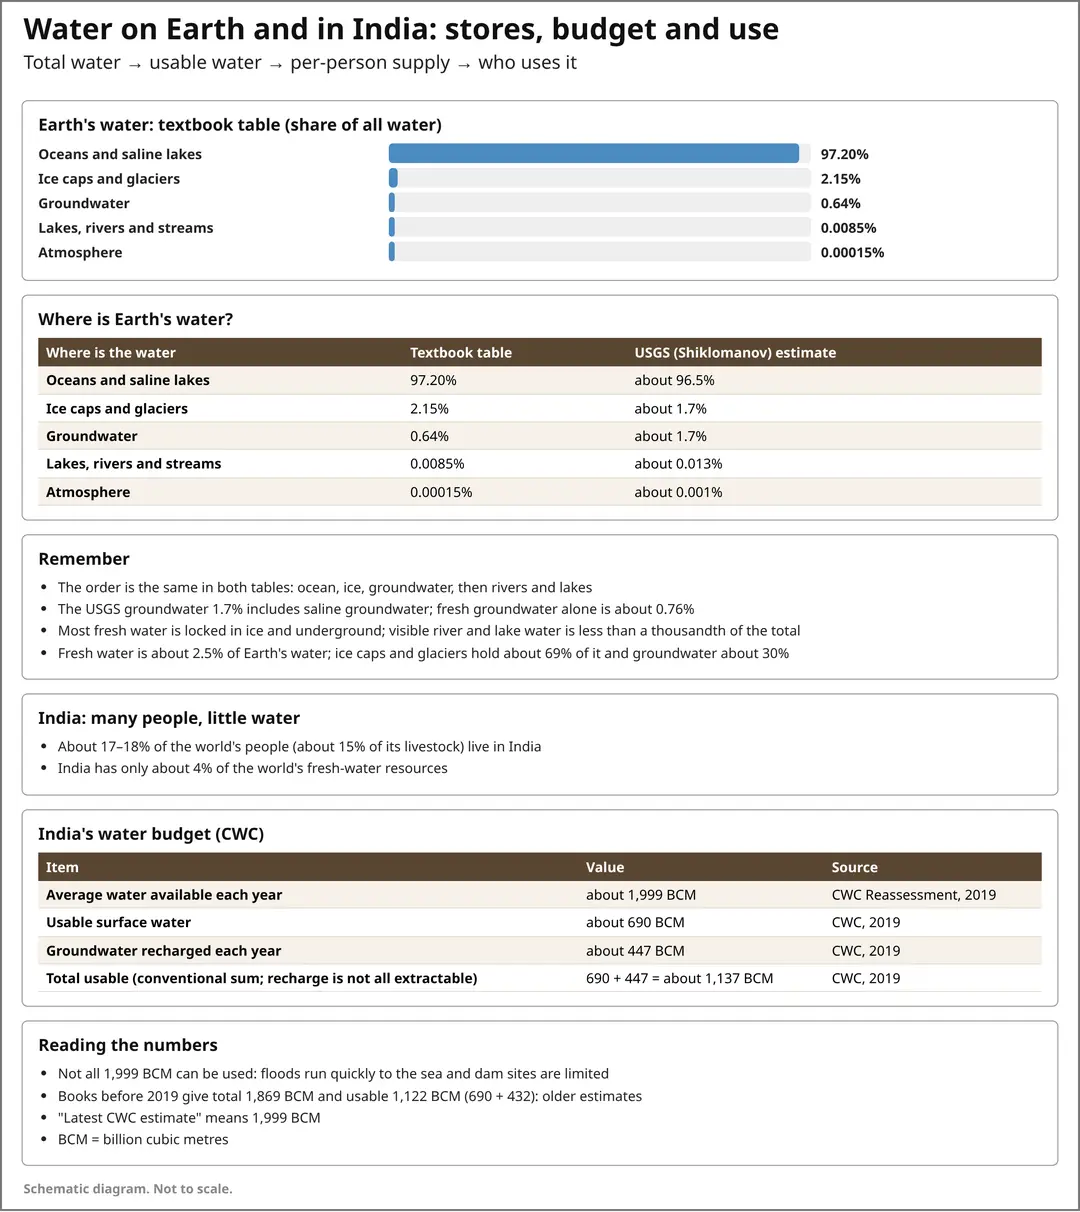 Water on Earth and in India: stores, budget and use
Total water → usable water → per-person supply → who uses it
Earth's water: textbook table (share of all water)
Oceans and saline lakes 97.20%
Ice caps and glaciers 2.15%
Groundwater 0.64%
Lakes, rivers and streams 0.0085%
Atmosphere 0.00015%
Where is Earth's water?
Where is the water Textbook table USGS (Shiklomanov) estimate
Oceans and saline lakes 97.20% about 96.5%
Ice caps and glaciers 2.15% about 1.7%
Groundwater 0.64% about 1.7%
Lakes, rivers and streams 0.0085% about 0.013%
Atmosphere 0.00015% about 0.001%
Remember
• The order is the same in both tables: ocean, ice, groundwater, then rivers and lakes
• The USGS groundwater 1.7% includes saline groundwater; fresh groundwater alone is about 0.76%
• Most fresh water is locked in ice and underground; visible river and lake water is less than a thousandth of the total
• Fresh water is about 2.5% of Earth's water; ice caps and glaciers hold about 69% of it and groundwater about 30%
India: many people, little water
• About 17–18% of the world's people (about 15% of its livestock) live in India
• India has only about 4% of the world's fresh-water resources
India's water budget (CWC)
Item Value Source
Average water available each year about 1,999 BCM CWC Reassessment, 2019
Usable surface water about 690 BCM CWC, 2019
Groundwater recharged each year about 447 BCM CWC, 2019
Total usable (conventional sum; recharge is not all extractable) 690 + 447 = about 1,137 BCM CWC, 2019
Reading the numbers
• Not all 1,999 BCM can be used: floods run quickly to the sea and dam sites are limited
• Books before 2019 give total 1,869 BCM and usable 1,122 BCM (690 + 432): older estimates
• "Latest CWC estimate" means 1,999 BCM
• BCM = billion cubic metres
Schematic diagram. Not to scale.